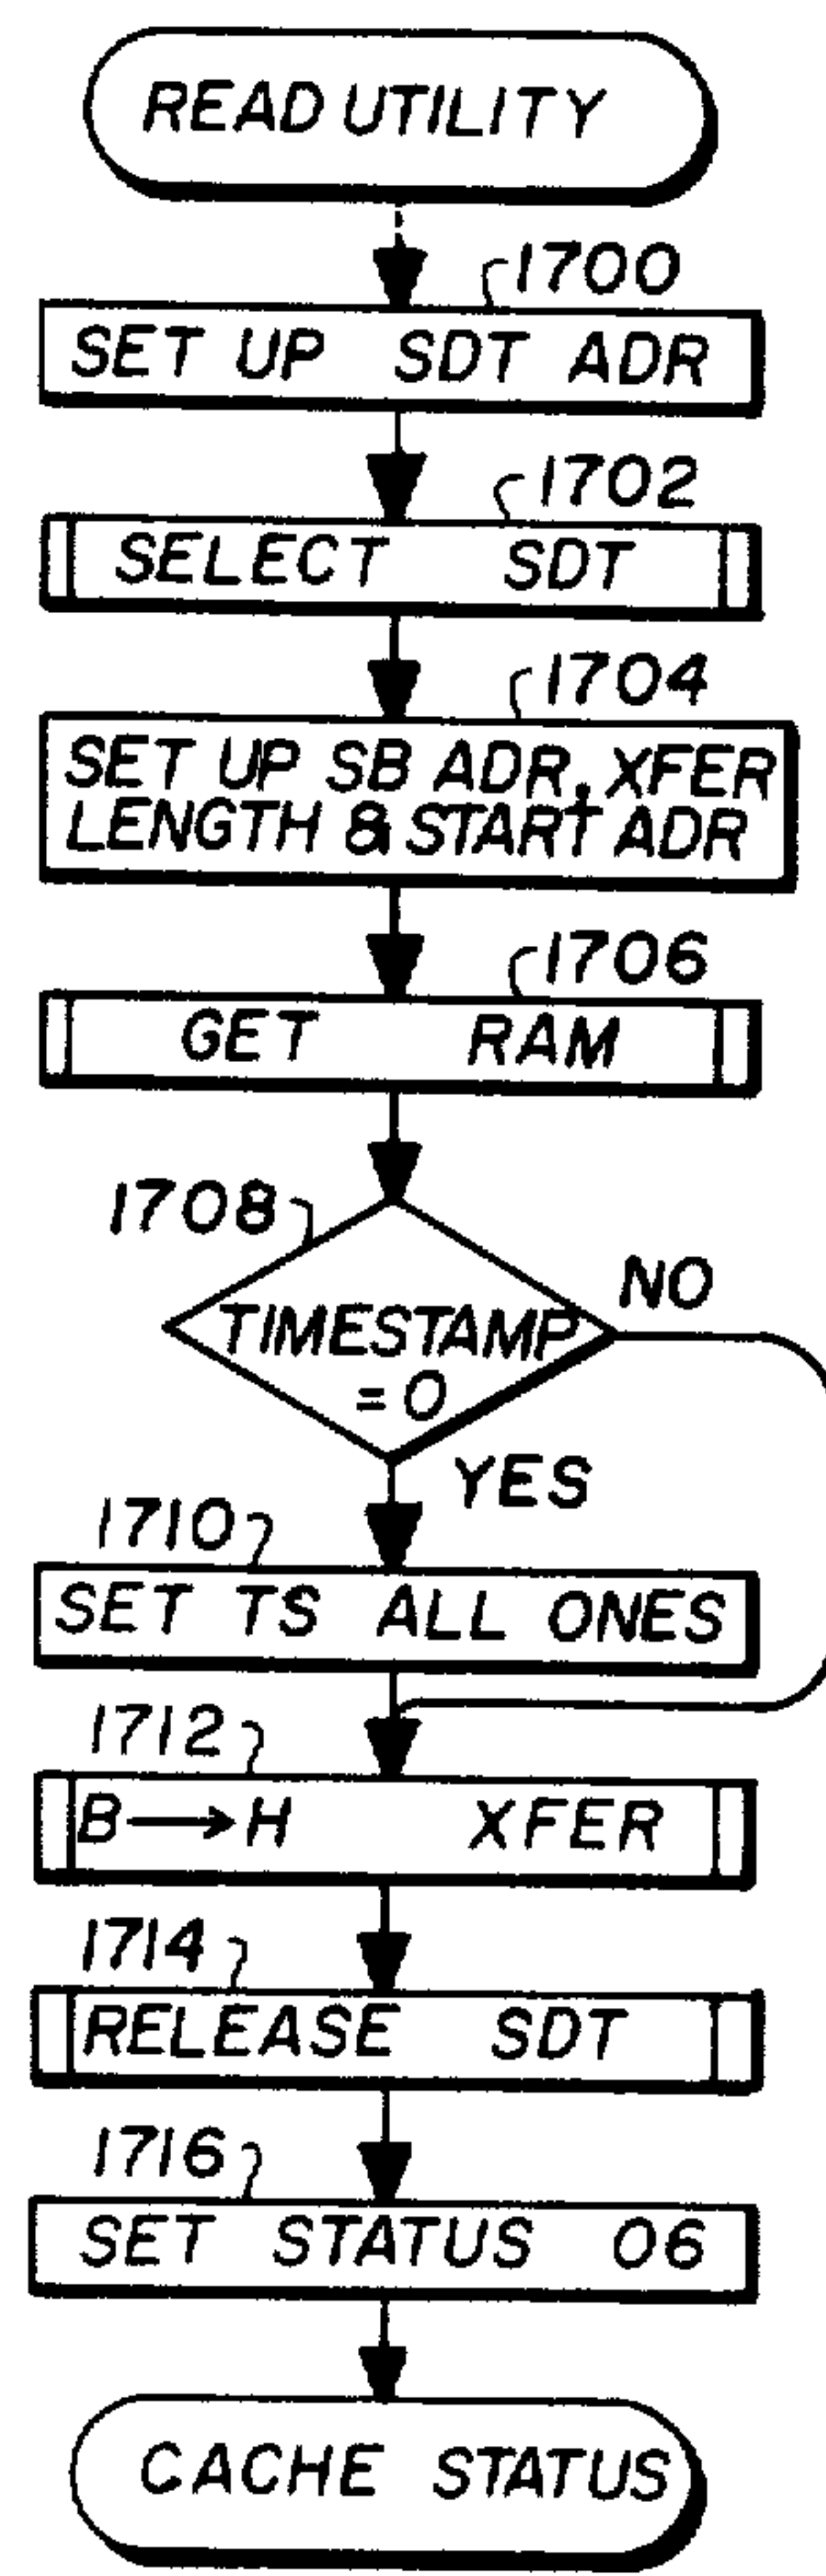 READ UTILITY
1700
SET UP SDT ADR
1702
SELECT SDT
1704
SET UP SB ADR, XFER
LENGTH & START ADR
1706
GET RAM
1708
NO
TIMESTAMP
=0
YES
1710
SET TS ALL ONES
1712
B→H XFER
1714
RELEASE SDT
1716
SET STATUS 06
CACHE STATUS